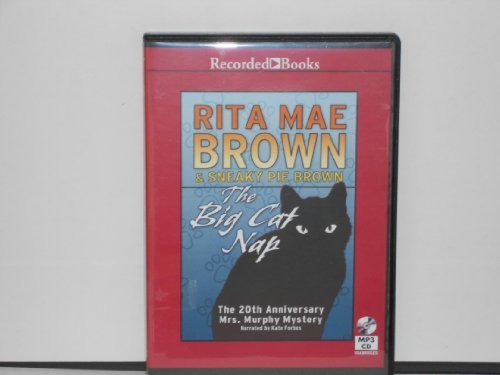 Recorded Books
RITA MAE
BROWN
& SNEAKY PIE BROWN
The
Big Cat
Nap
The 20th Anniversary
Mrs. Murphy Mystery
Narrated by Kate Forbes
MP3
CD
UNABRIDGED